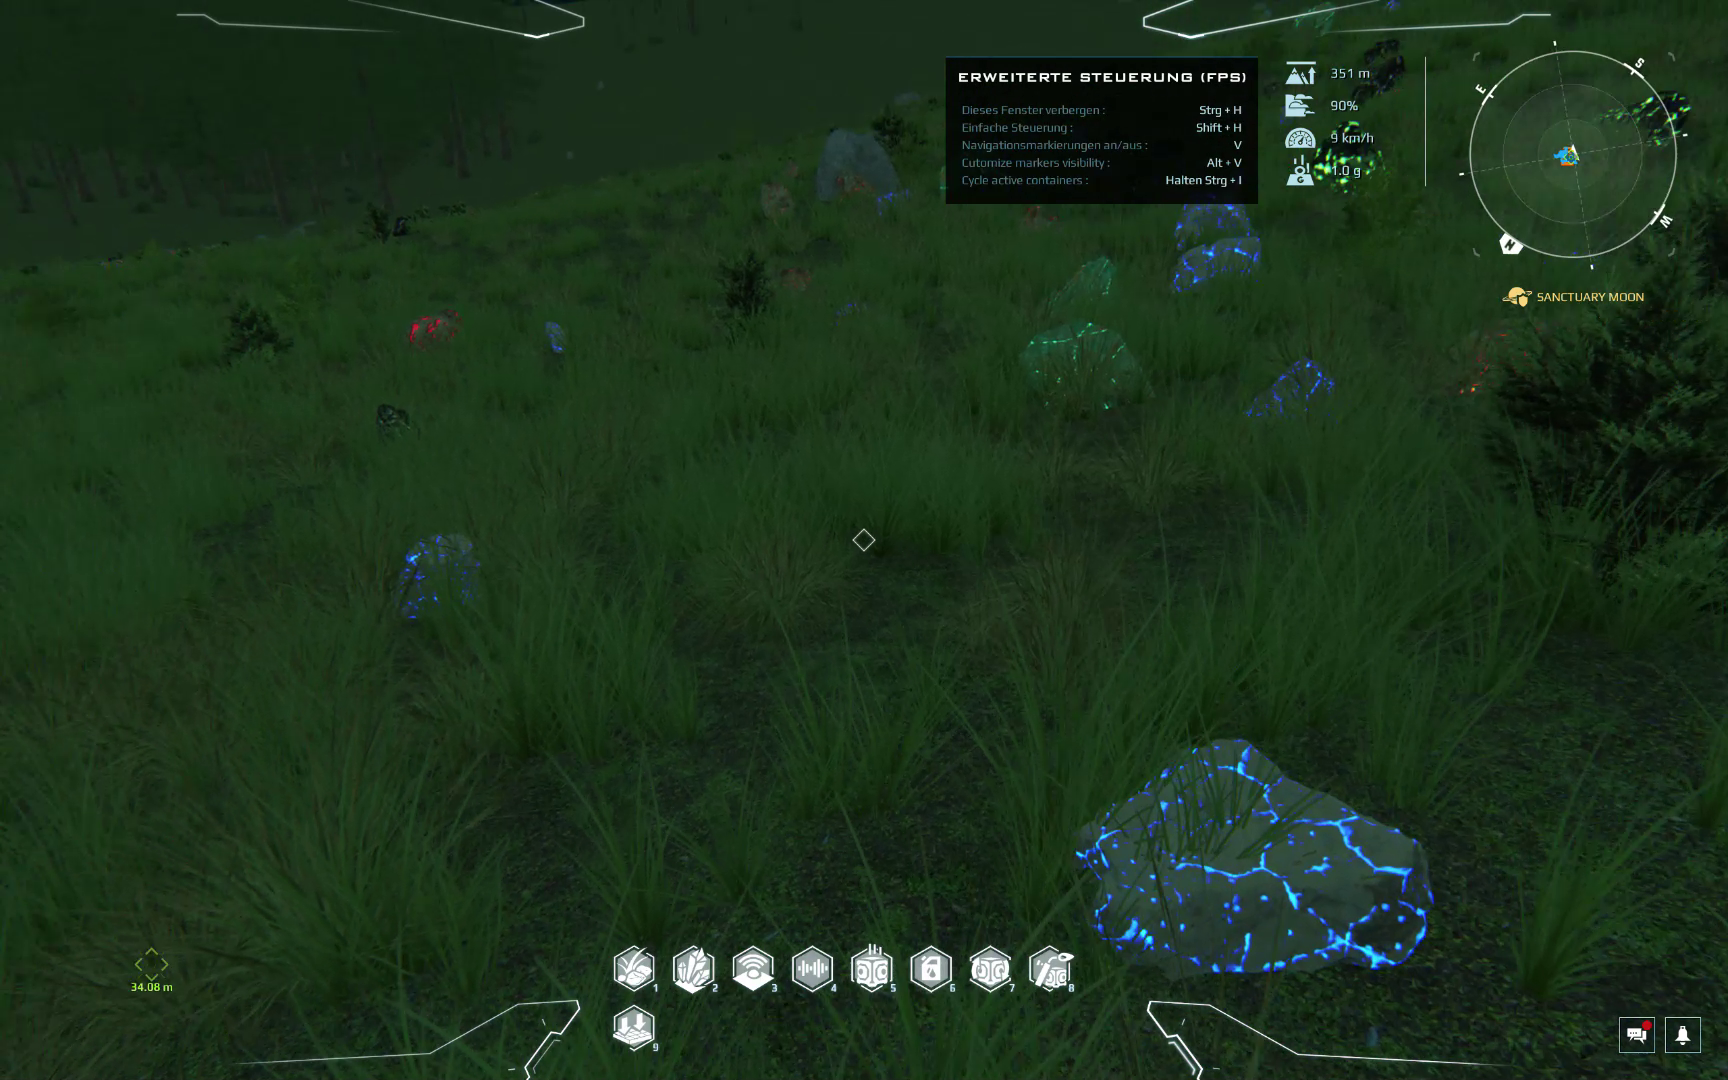 ERWEITERTE STEUERUNG (FPS)
Dieses Fenster verbergen : Strg + H
Einfache Steuerung : Shift + H
Navigationsmarkierungen an/aus : V
Cutomize markers visibility : Alt + V
Cycle active containers : Halten Strg + I
351 m
90%
9 km/h
1.0 g
G
S
E
W
N
SANCTUARY MOON
34.08 m
1 2 3 4 5 6 7 8
9